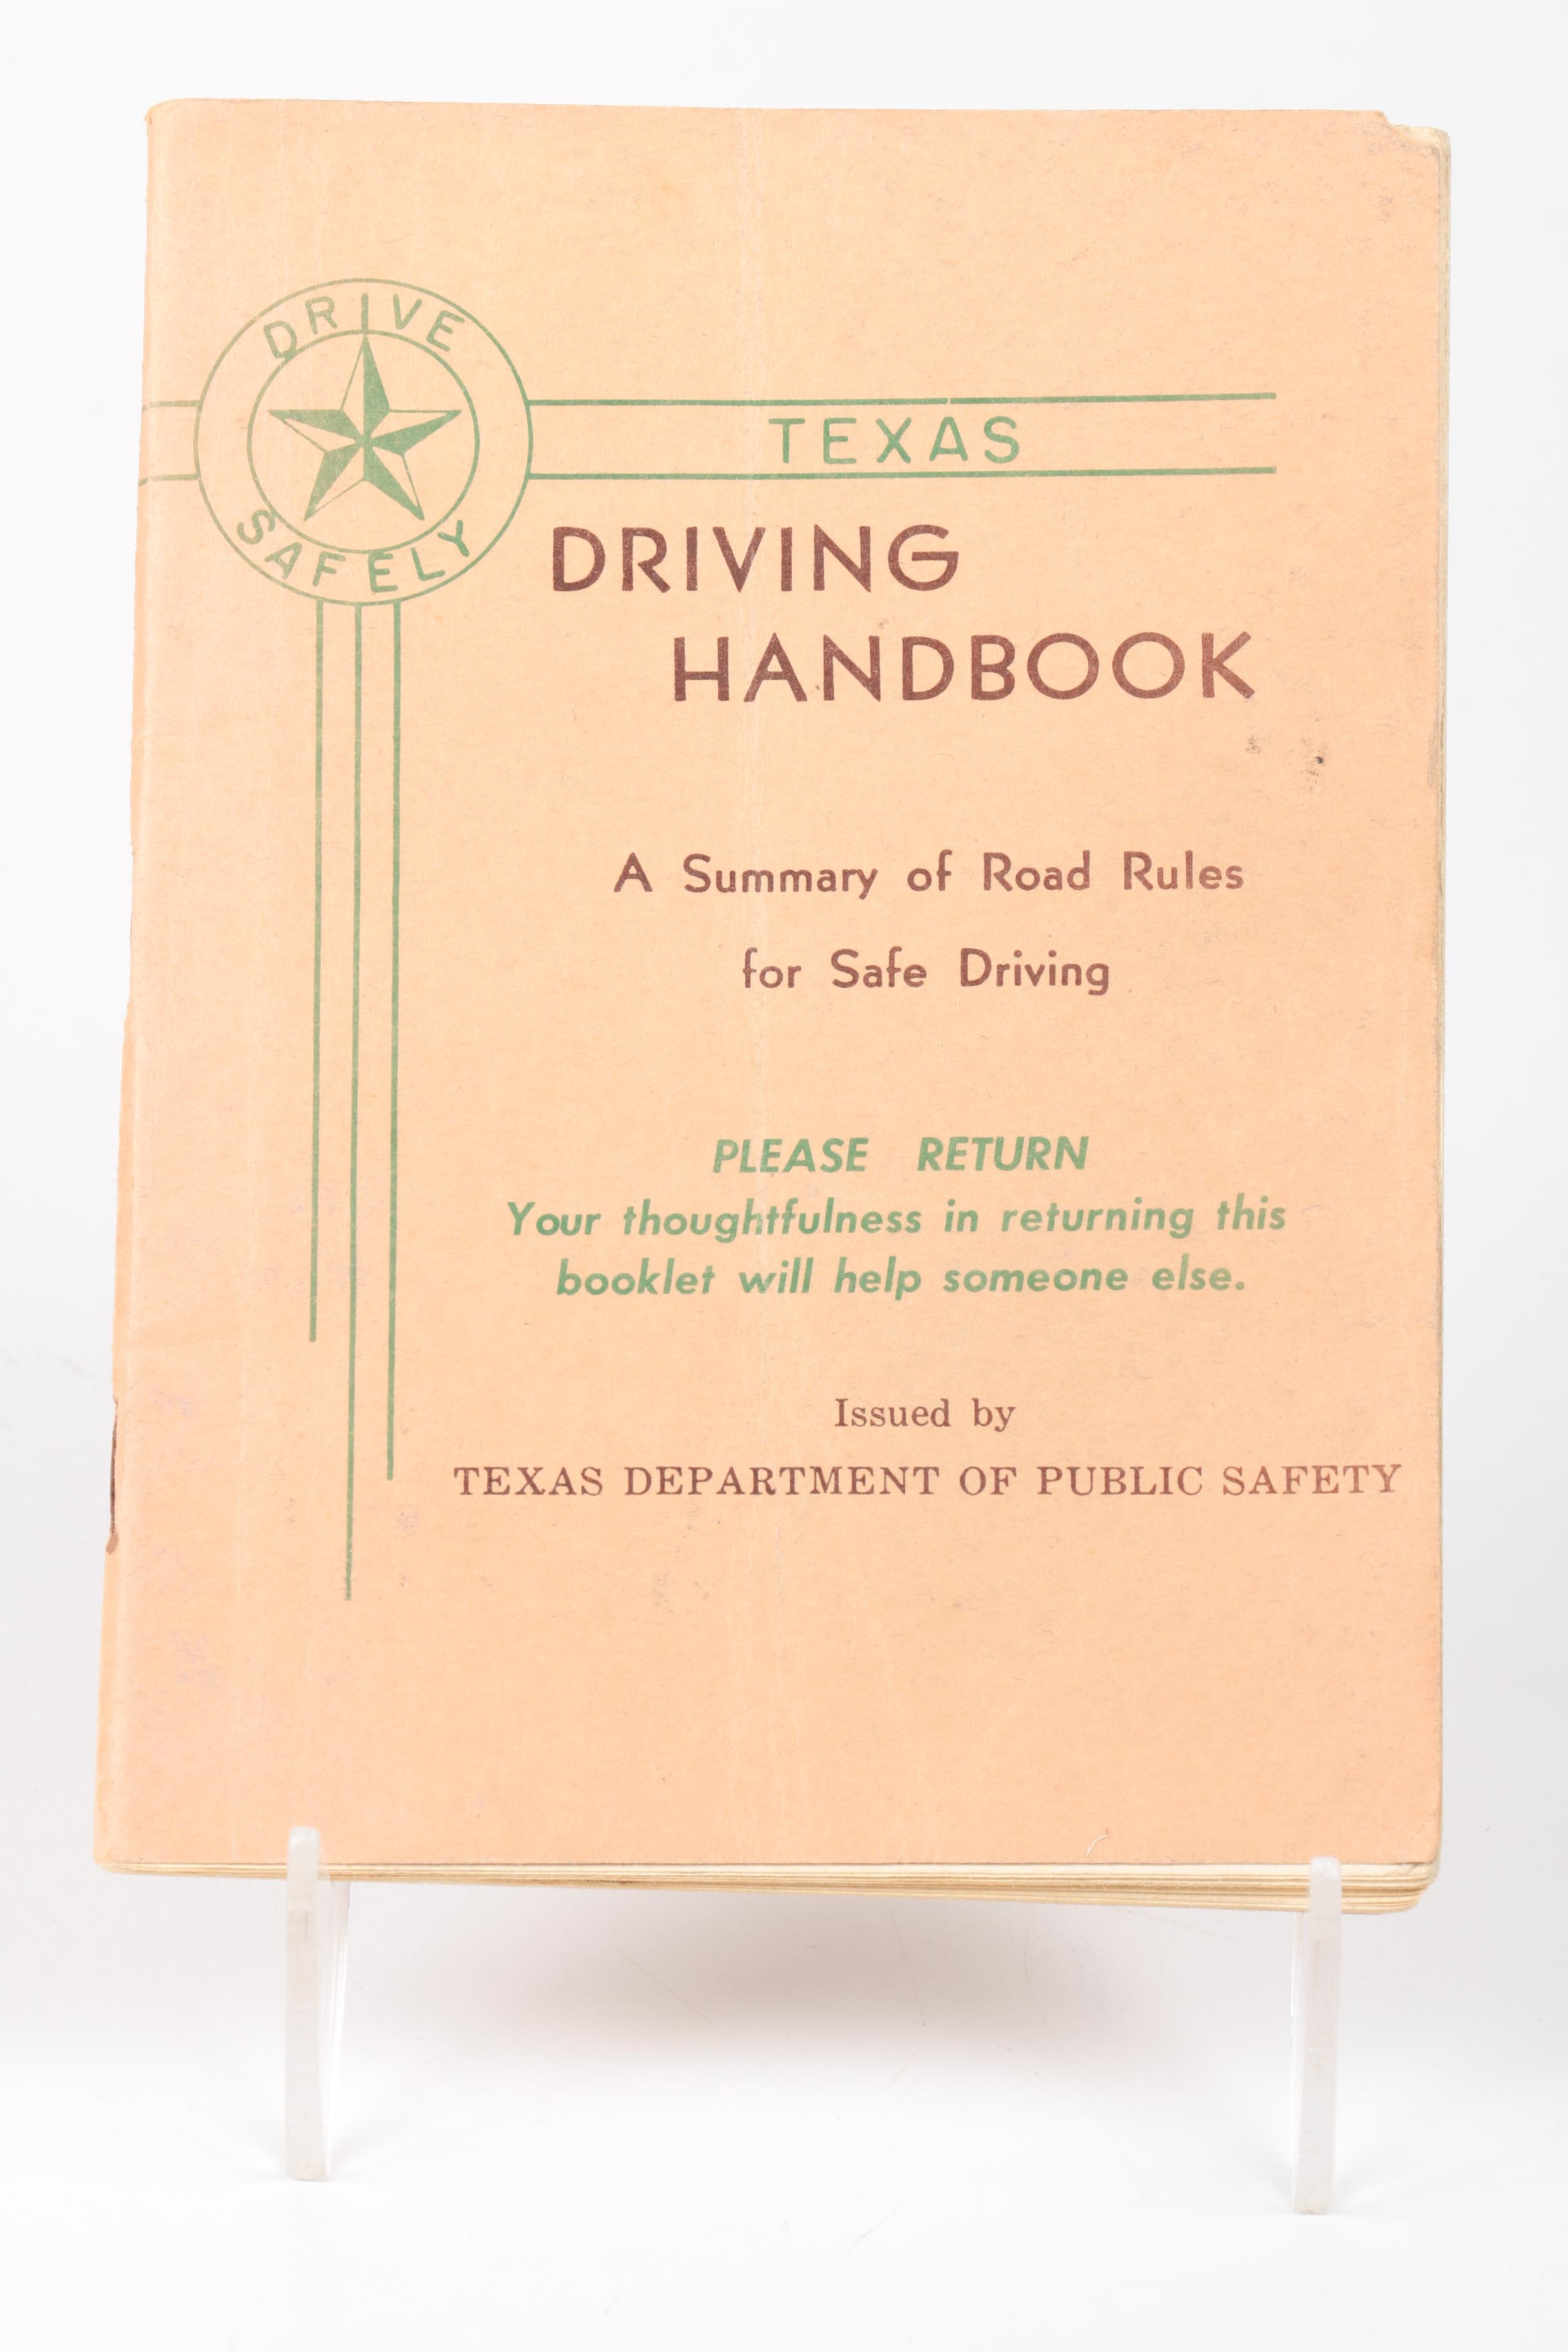 DRIVE
SAFELY
TEXAS
DRIVING
HANDBOOK
A Summary of Road Rules
for Safe Driving
PLEASE RETURN
Your thoughtfulness in returning this
booklet will help someone else.
Issued by
TEXAS DEPARTMENT OF PUBLIC SAFETY